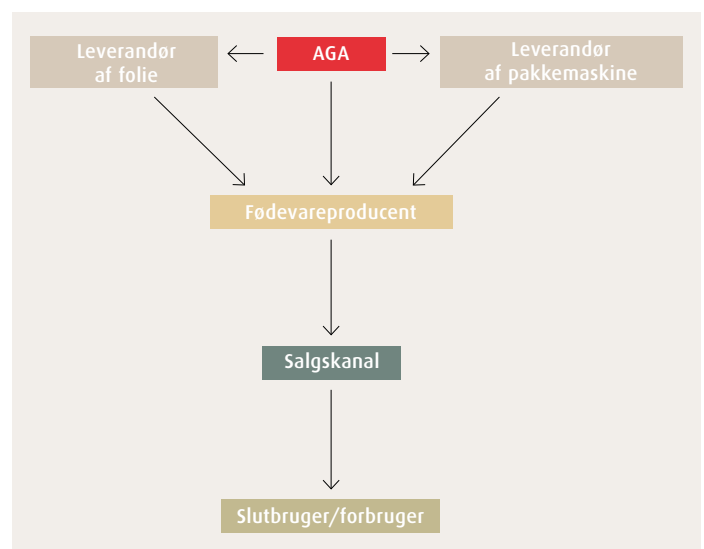 Leverandør
af folie
AGA
Leverandør
af pakkemaskine
Fødevareproducent
Salgskanal
Slutbruger/forbruger